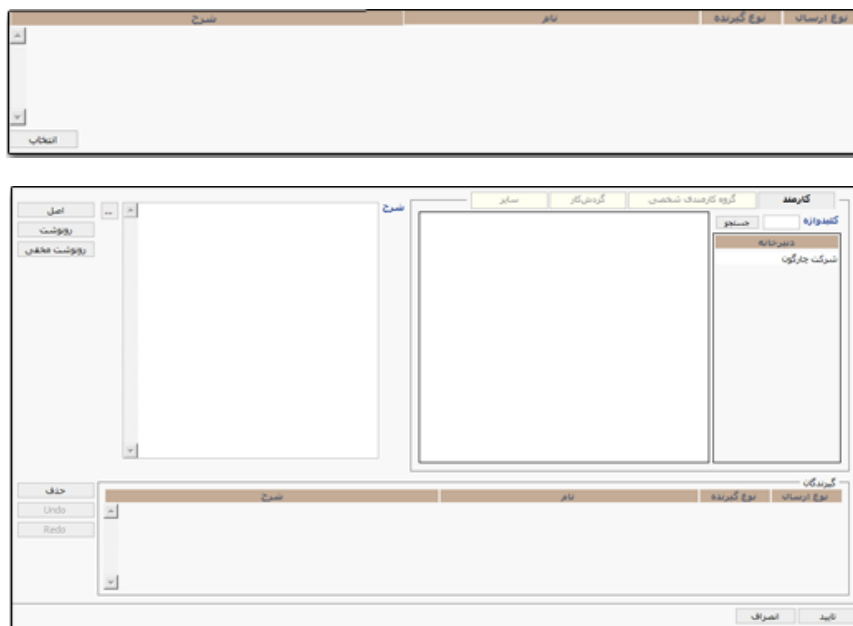 نوع ارسال نوع گیرنده نام شرح
انتخاب
کارمند گروه کارمندی شخصی گردش‌کار سایر
کلیدواژه جستجو
دبیرخانه
شرکت چارگون
شرح
... اصل
رونوشت
رونوشت مخفی
گیرندگان
نوع ارسال نوع گیرنده نام شرح
حذف
Undo
Redo
تایید انصراف